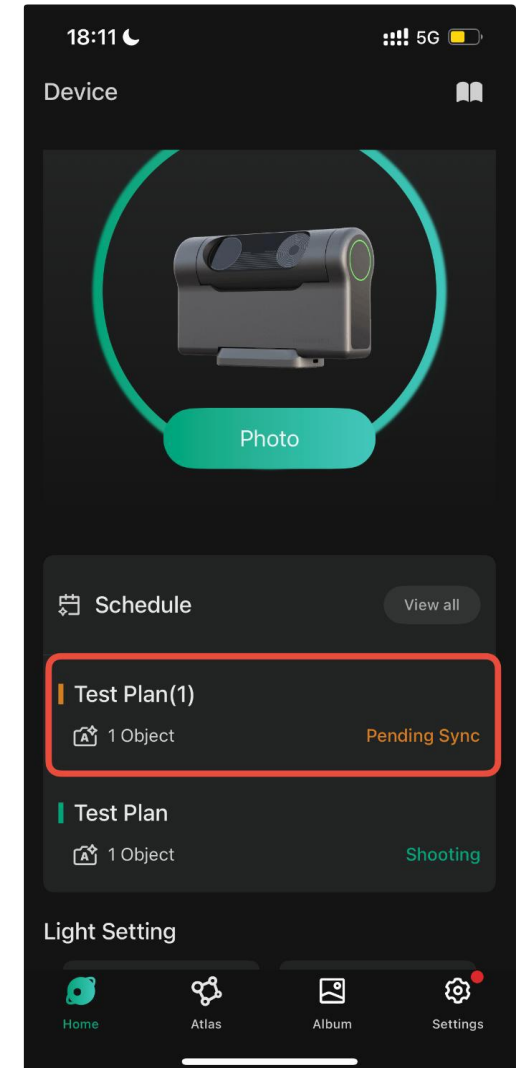 18:11
5G
Device
Photo
Schedule
View all
Test Plan(1)
1 Object
Pending Sync
Test Plan
1 Object
Shooting
Light Setting
Home
Atlas
Album
Settings